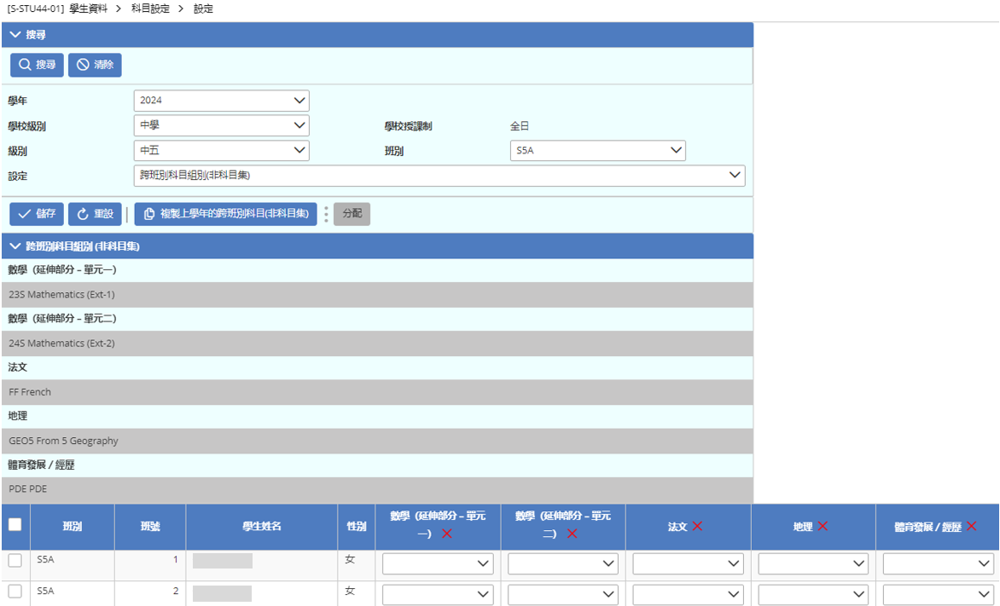 [S-STU44-01] 學生資料 > 科目設定 > 設定
搜尋
搜尋 清除
學年 2024
學校級別 中學 學校授課制 全日
級別 中五 班別 S5A
設定 跨班別科目組別(非科目集)
儲存 重設 複製上學年的跨班別科目(非科目集) 分配
跨班別科目組別 (非科目集)
數學（延伸部分－單元一）
23S Mathematics (Ext-1)
數學（延伸部分－單元二）
24S Mathematics (Ext-2)
法文
FF French
地理
GEO5 From 5 Geography
體育發展 / 經歷
PDE PDE
班別 班號 學生姓名 性別 數學（延伸部分－單元 數學（延伸部分－單元 法文 地理 體育發展 / 經歷
一） 二）
S5A 1 女
S5A 2 女